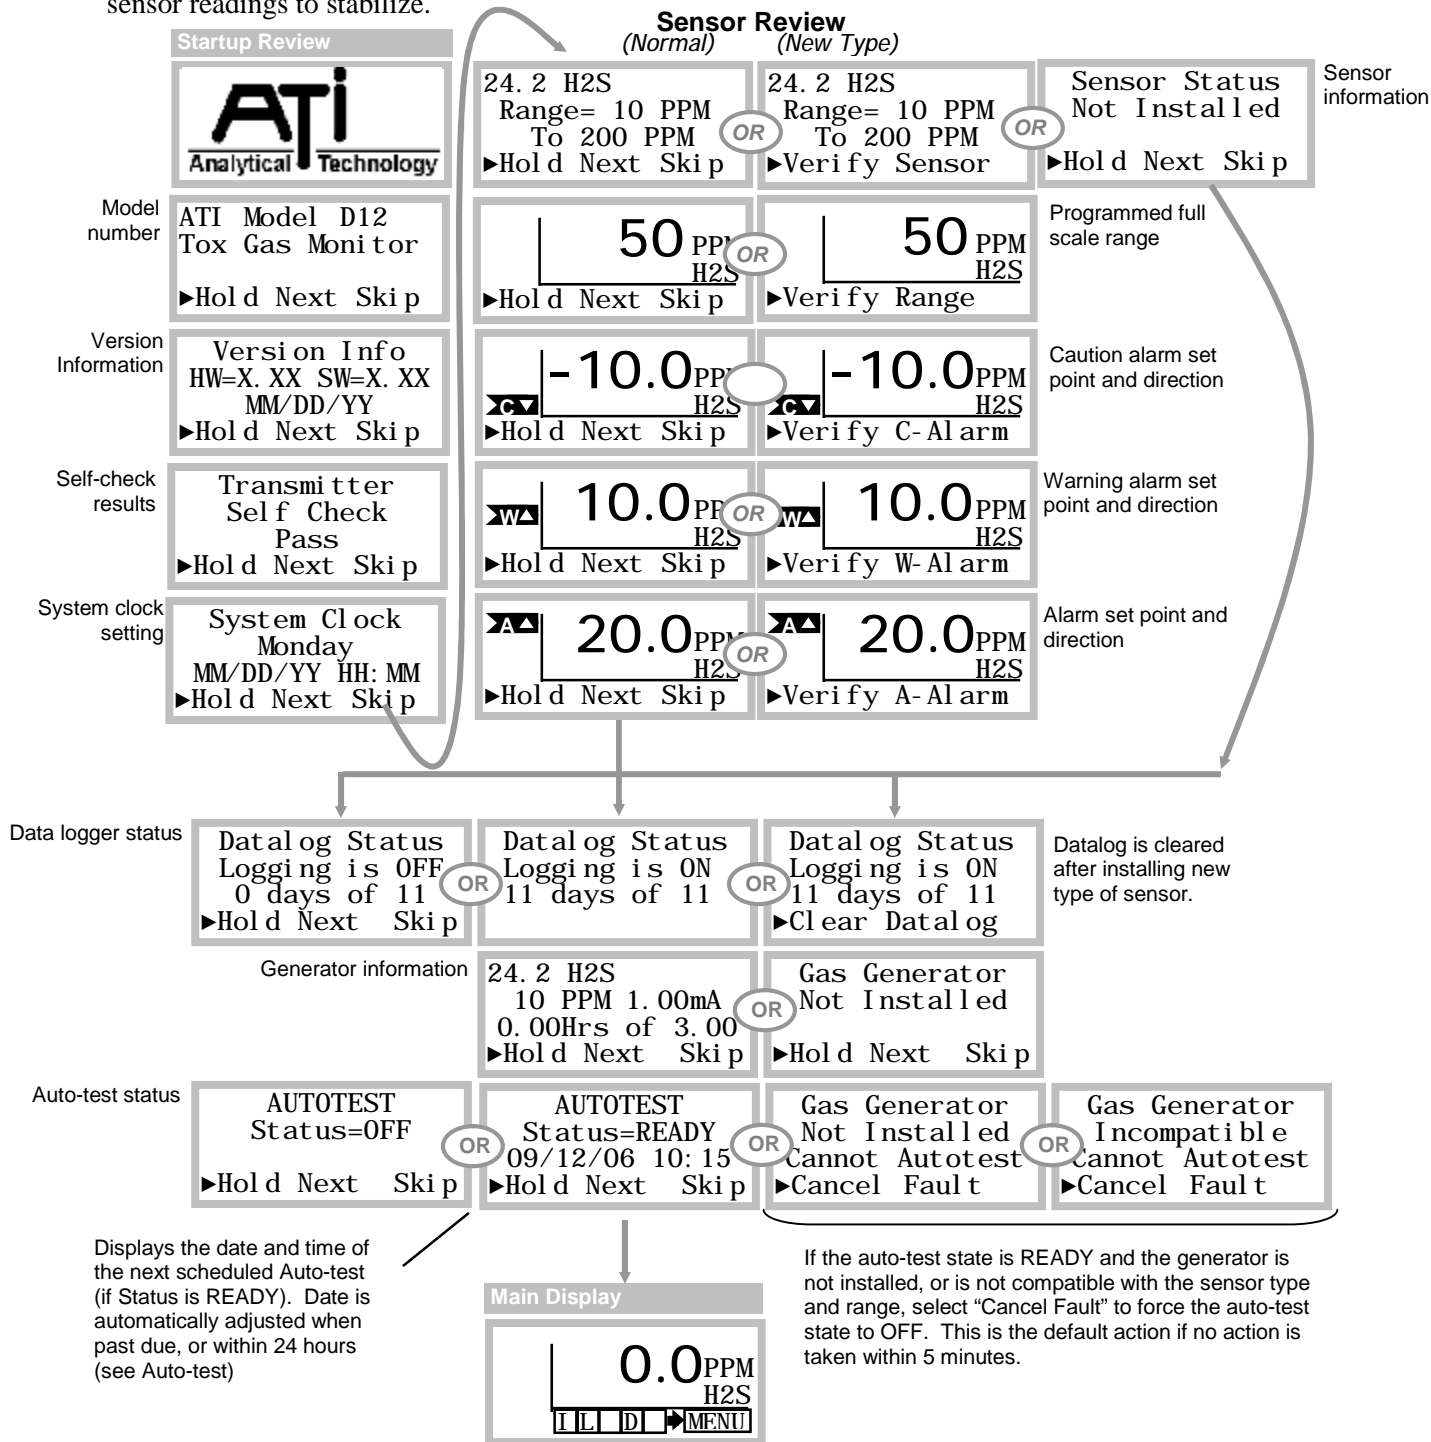 sensor readings to stabilize.
Startup Review
ATi
Analytical Technology
Model
number
ATI Model D12
Tox Gas Monitor
▶Hold Next Skip
Version
Information
Version Info
HW=X.XX SW=X.XX
MM/DD/YY
▶Hold Next Skip
Self-check
results
Transmitter
Self Check
Pass
▶Hold Next Skip
System clock
setting
System Clock
Monday
MM/DD/YY HH:MM
▶Hold Next Skip
Sensor Review
(Normal) (New Type)
24.2 H2S
Range= 10 PPM
To 200 PPM
▶Hold Next Skip
OR
24.2 H2S
Range= 10 PPM
To 200 PPM
▶Verify Sensor
OR
Sensor Status
Not Installed
▶Hold Next Skip
Sensor
information
50 PPM
H2S
▶Hold Next Skip
OR
50 PPM
H2S
▶Verify Range
Programmed full
scale range
-10.0 PPM
C▼ H2S
▶Hold Next Skip
-10.0 PPM
C▼ H2S
▶Verify C-Alarm
Caution alarm set
point and direction
10.0 PPM
W▲ H2S
▶Hold Next Skip
OR
10.0 PPM
W▲ H2S
▶Verify W-Alarm
Warning alarm set
point and direction
A▲ 20.0 PPM
H2S
▶Hold Next Skip
OR
A▲ 20.0 PPM
H2S
▶Verify A-Alarm
Alarm set point and
direction
Data logger status
Datalog Status
Logging is OFF
0 days of 11
▶Hold Next Skip
OR
Datalog Status
Logging is ON
11 days of 11
OR
Datalog Status
Logging is ON
11 days of 11
▶Clear Datalog
Datalog is cleared
after installing new
type of sensor.
Generator information
24.2 H2S
10 PPM 1.00mA
0.00Hrs of 3.00
▶Hold Next Skip
OR
Gas Generator
Not Installed
▶Hold Next Skip
Auto-test status
AUTOTEST
Status=OFF
▶Hold Next Skip
OR
AUTOTEST
Status=READY
09/12/06 10:15
▶Hold Next Skip
OR
Gas Generator
Not Installed
Cannot Autotest
▶Cancel Fault
OR
Gas Generator
Incompatible
Cannot Autotest
▶Cancel Fault
Displays the date and time of
the next scheduled Auto-test
(if Status is READY). Date is
automatically adjusted when
past due, or within 24 hours
(see Auto-test)
If the auto-test state is READY and the generator is
not installed, or is not compatible with the sensor type
and range, select “Cancel Fault” to force the auto-test
state to OFF. This is the default action if no action is
taken within 5 minutes.
Main Display
0.0 PPM
H2S
I L D ➔ MENU